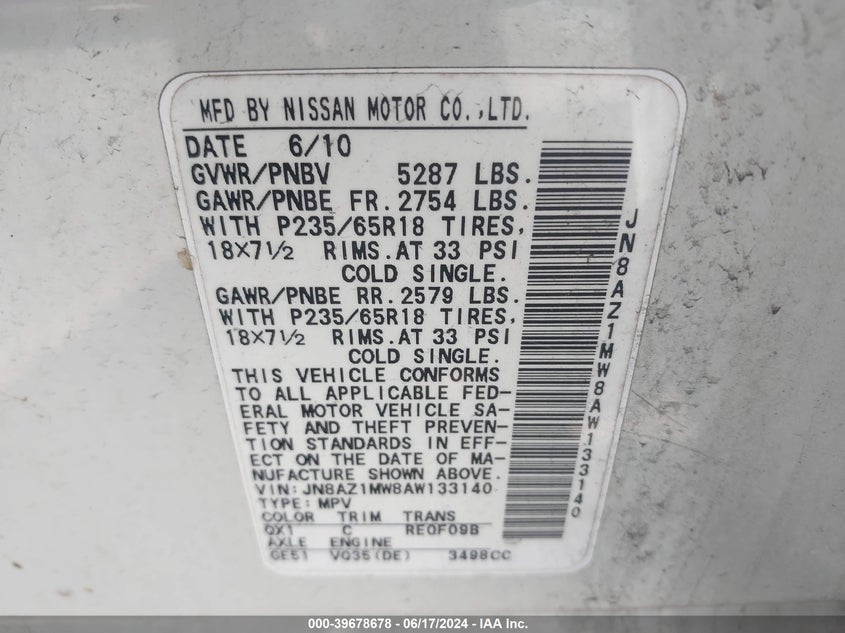 MFD BY NISSAN MOTOR CO.,LTD.
DATE 6/10
GVWR/PNBV 5287 LBS.
GAWR/PNBE FR. 2754 LBS.
WITH P235/65R18 TIRES,
18×7½ RIMS. AT 33 PSI
COLD SINGLE.
GAWR/PNBE RR. 2579 LBS.
WITH P235/65R18 TIRES,
18×7½ RIMS. AT 33 PSI
COLD SINGLE.
THIS VEHICLE CONFORMS
TO ALL APPLICABLE FED-
ERAL MOTOR VEHICLE SA-
FETY AND THEFT PREVEN-
TION STANDARDS IN EFF-
ECT ON THE DATE OF MA-
NUFACTURE SHOWN ABOVE.
VIN:JN8AZ1MW8AW133140
TYPE:MPV
COLOR TRIM TRANS
QX1 C RE0F09B
AXLE ENGINE
GE51 VQ35(DE) 3498CC
JN8AZ1MW8AW133140
000-39678678 - 06/17/2024 - IAA Inc.